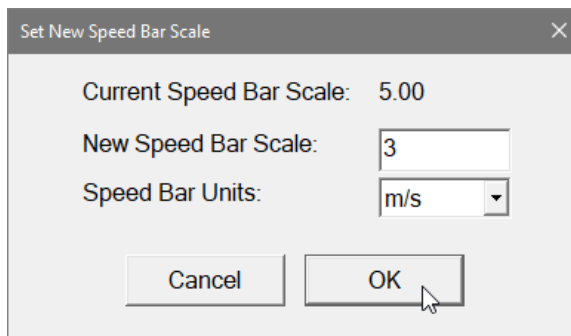 Set New Speed Bar Scale
Current Speed Bar Scale: 5.00
New Speed Bar Scale: 3
Speed Bar Units: m/s
Cancel OK